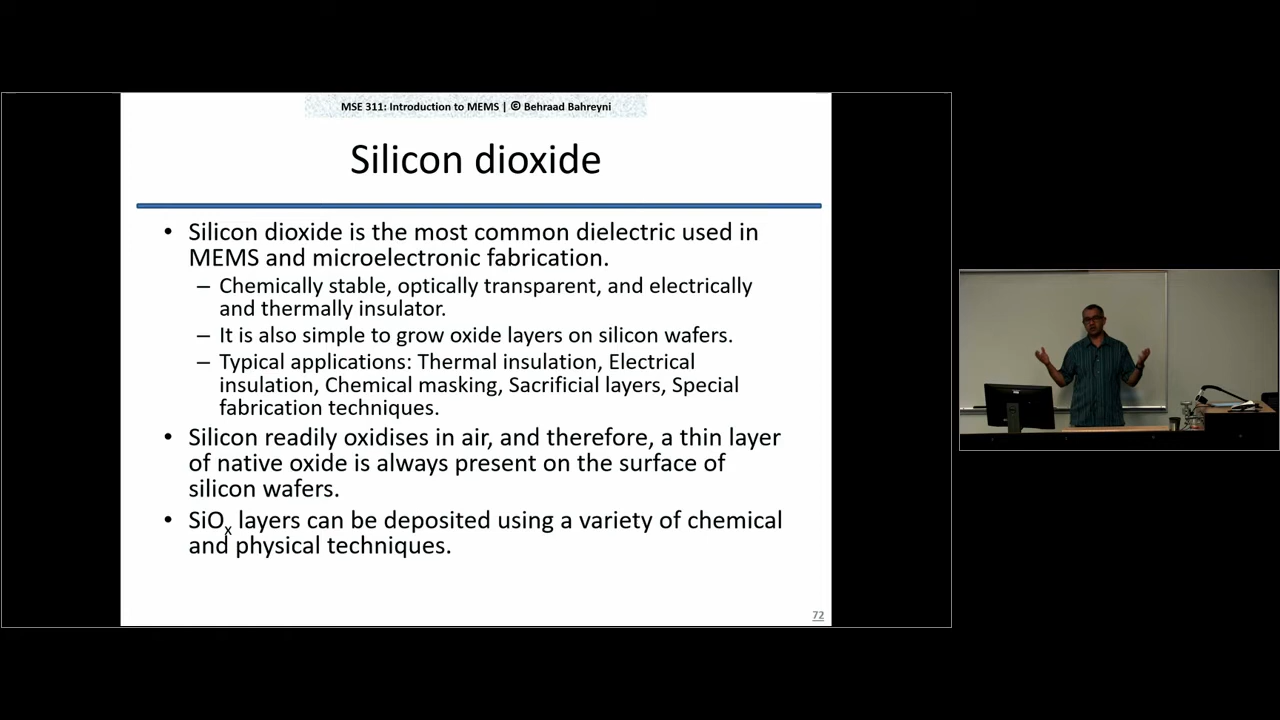 MSE 311: Introduction to MEMS | © Behraad Bahreyni
Silicon dioxide
• Silicon dioxide is the most common dielectric used in
MEMS and microelectronic fabrication.
– Chemically stable, optically transparent, and electrically
and thermally insulator.
– It is also simple to grow oxide layers on silicon wafers.
– Typical applications: Thermal insulation, Electrical
insulation, Chemical masking, Sacrificial layers, Special
fabrication techniques.
• Silicon readily oxidises in air, and therefore, a thin layer
of native oxide is always present on the surface of
silicon wafers.
• SiOx layers can be deposited using a variety of chemical
and physical techniques.
72